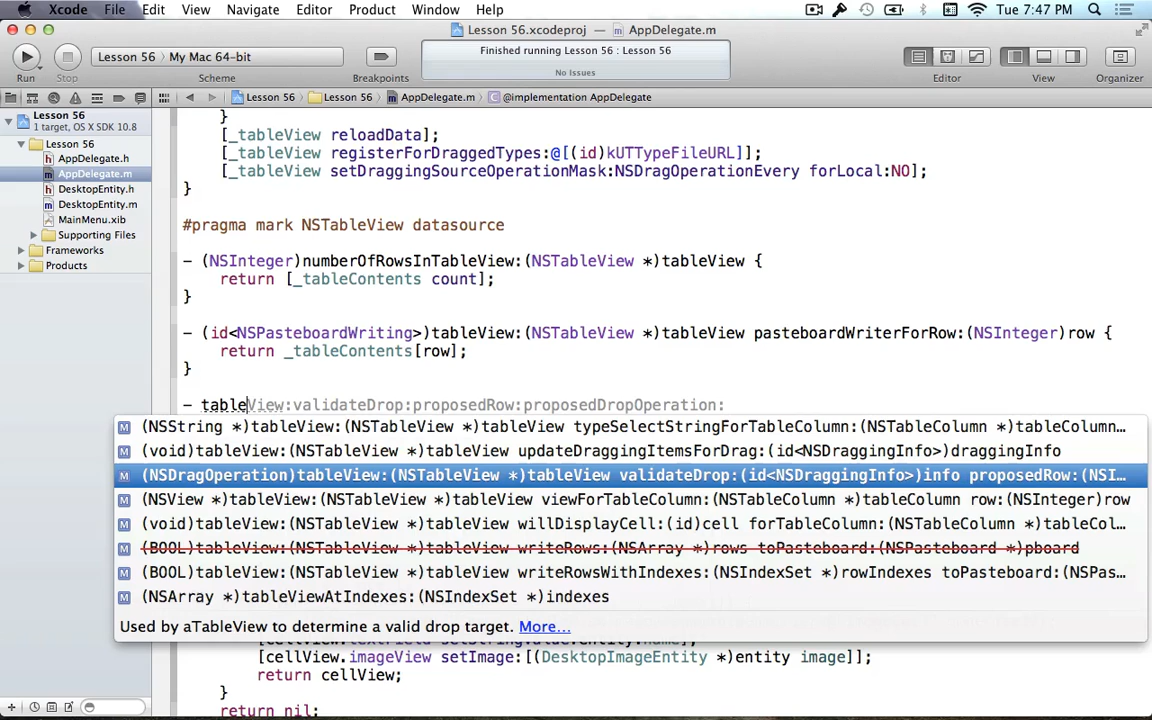 Xcode File Edit View Navigate Editor Product Window Help Tue 7:47 PM
Lesson 56.xcodeproj › AppDelegate.m
Lesson 56 › My Mac 64-bit
Finished running Lesson 56 : Lesson 56
No Issues
Run Stop Scheme Breakpoints Editor View Organizer
Lesson 56 › Lesson 56 › AppDelegate.m › @implementation AppDelegate
Lesson 56
1 target, OS X SDK 10.8
Lesson 56
AppDelegate.h
AppDelegate.m
DesktopEntity.h
DesktopEntity.m
MainMenu.xib
Supporting Files
Frameworks
Products
}
[_tableView reloadData];
[_tableView registerForDraggedTypes:@[(id)kUTTypeFileURL]];
[_tableView setDraggingSourceOperationMask:NSDragOperationEvery forLocal:NO];
}
#pragma mark NSTableView datasource
- (NSInteger)numberOfRowsInTableView:(NSTableView *)tableView {
return [_tableContents count];
}
- (id<NSPasteboardWriting>)tableView:(NSTableView *)tableView pasteboardWriterForRow:(NSInteger)row {
return _tableContents[row];
}
- tableView:validateDrop:proposedRow:proposedDropOperation:
M (NSString *)tableView:(NSTableView *)tableView typeSelectStringForTableColumn:(NSTableColumn *)tableColumn…
M (void)tableView:(NSTableView *)tableView updateDraggingItemsForDrag:(id<NSDraggingInfo>)draggingInfo
M (NSDragOperation)tableView:(NSTableView *)tableView validateDrop:(id<NSDraggingInfo>)info proposedRow:(NSI…
M (NSView *)tableView:(NSTableView *)tableView viewForTableColumn:(NSTableColumn *)tableColumn row:(NSInteger)row
M (void)tableView:(NSTableView *)tableView willDisplayCell:(id)cell forTableColumn:(NSTableColumn *)tableCol…
M (BOOL)tableView:(NSTableView *)tableView writeRows:(NSArray *)rows toPasteboard:(NSPasteboard *)pboard
M (BOOL)tableView:(NSTableView *)tableView writeRowsWithIndexes:(NSIndexSet *)rowIndexes toPasteboard:(NSPas…
M (NSArray *)tableViewAtIndexes:(NSIndexSet *)indexes
Used by aTableView to determine a valid drop target. More…
[cellView.textField setStringValue:entity.name];
[cellView.imageView setImage:[(DesktopImageEntity *)entity image]];
return cellView;
}
return nil;